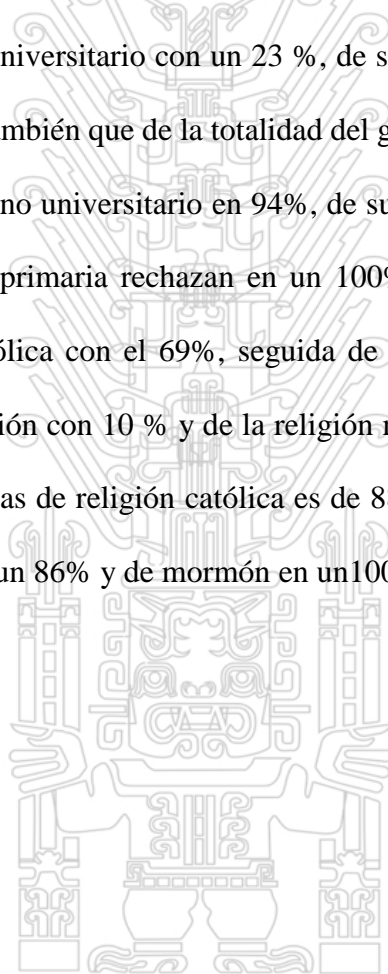 niversitario con un 23 %, de s
ambién que de la totalidad del g
no universitario en 94%, de su
primaria rechazan en un 100%
ólica con el 69%, seguida de
ión con 10 % y de la religión
as de religión católica es de 8
un 86% y de mormón en un100